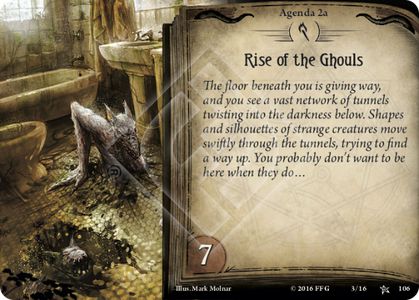 Agenda 2a
Rise of the Ghouls
The floor beneath you is giving way,
and you see a vast network of tunnels
twisting into the darkness below. Shapes
and silhouettes of strange creatures move
swiftly through the tunnels, trying to find
a way up. You probably don't want to be
here when they do…
7
Illus. Mark Molnar
© 2016 FFG
3/16
106